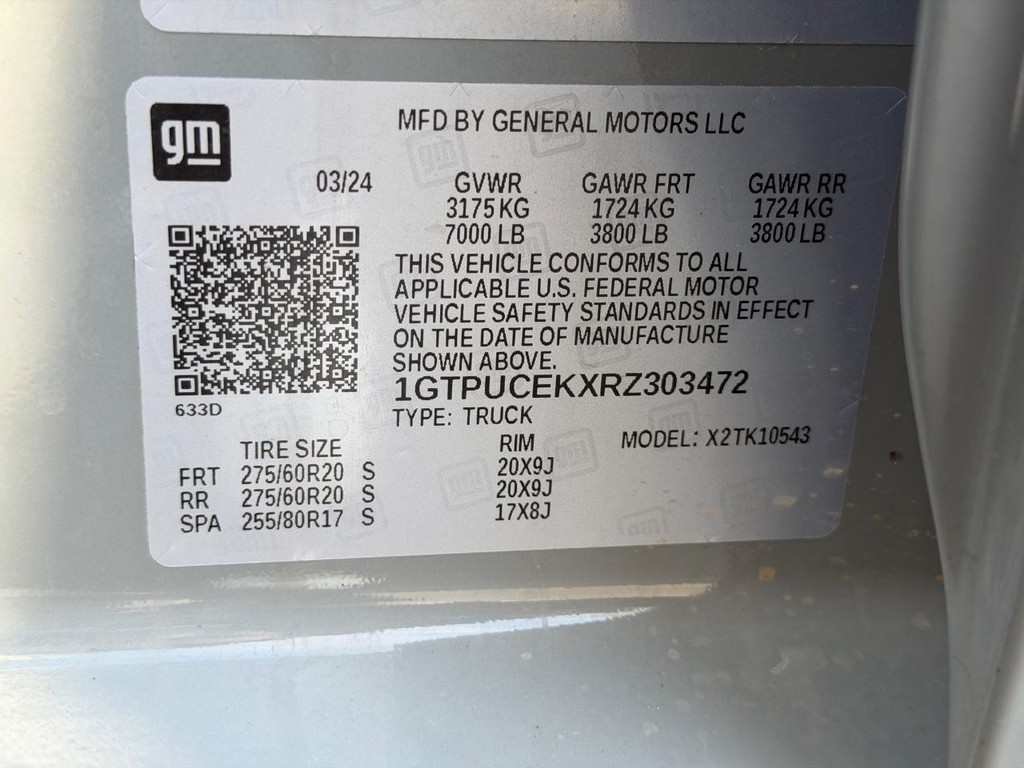 gm
MFD BY GENERAL MOTORS LLC
03/24 GVWR GAWR FRT GAWR RR
3175 KG 1724 KG 1724 KG
7000 LB 3800 LB 3800 LB
THIS VEHICLE CONFORMS TO ALL
APPLICABLE U.S. FEDERAL MOTOR
VEHICLE SAFETY STANDARDS IN EFFECT
ON THE DATE OF MANUFACTURE
SHOWN ABOVE.
1GTPUCEKXRZ303472
633D
TYPE: TRUCK
TIRE SIZE RIM MODEL: X2TK10543
FRT 275/60R20 S 20X9J
RR 275/60R20 S 20X9J
SPA 255/80R17 S 17X8J